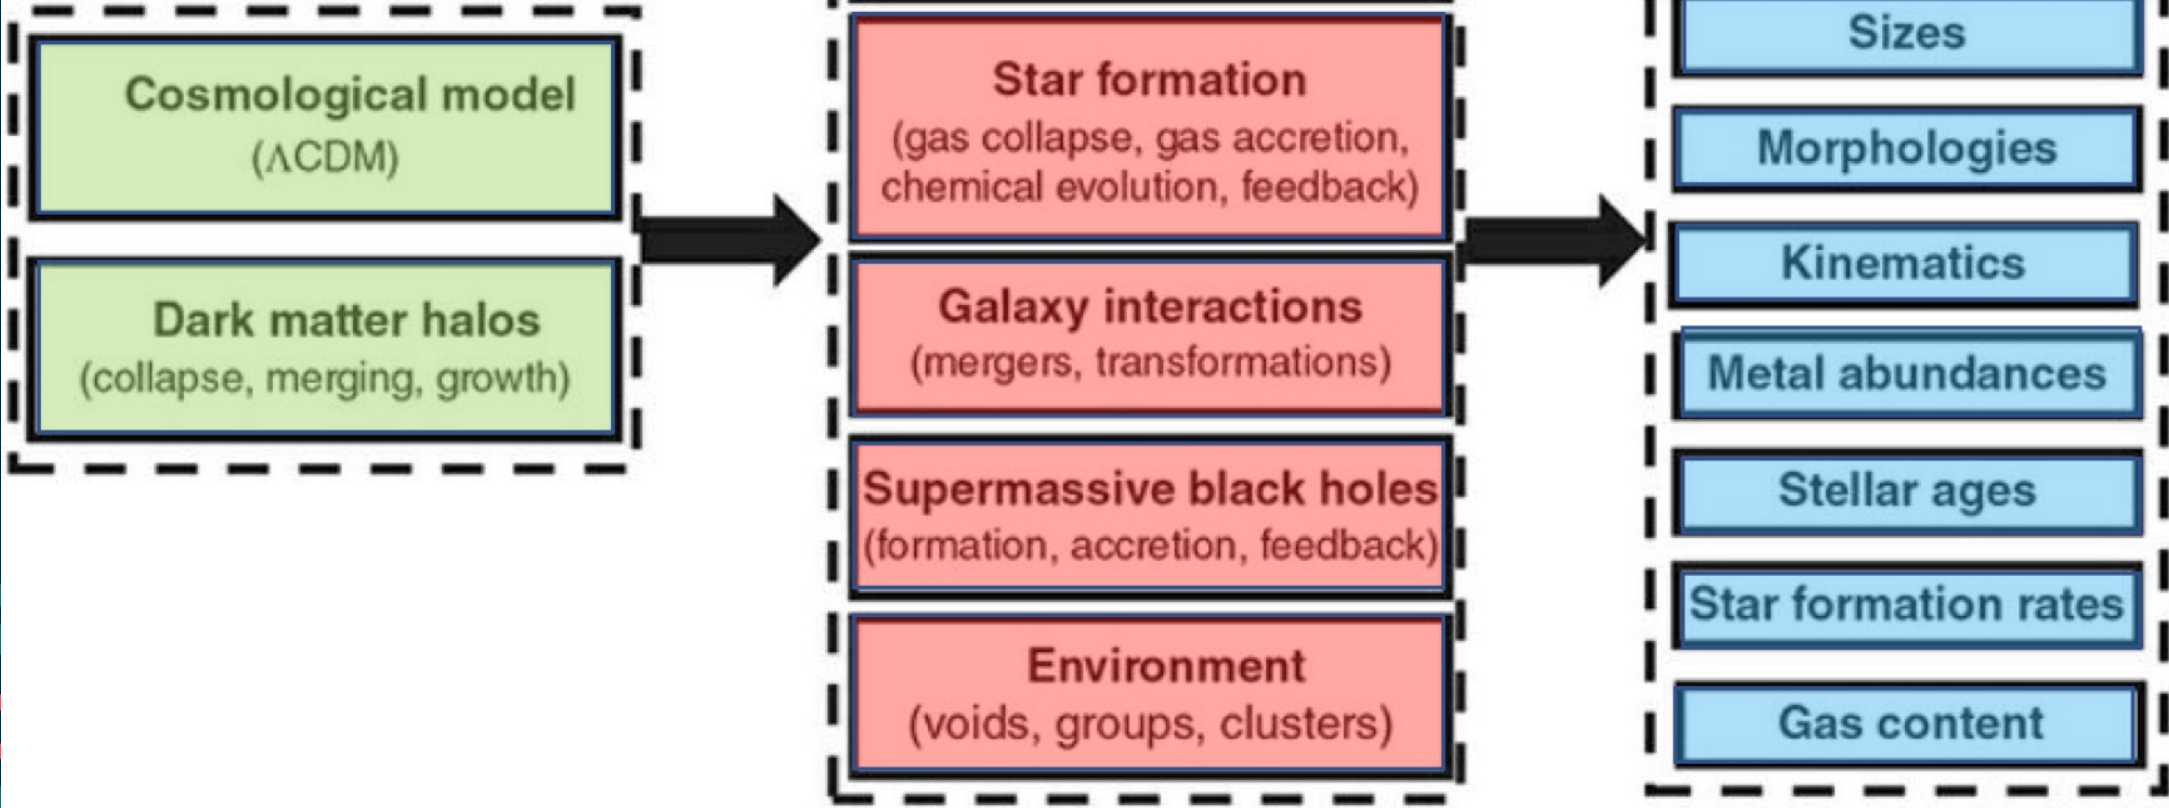 Cosmological model
(ΛCDM)
Dark matter halos
(collapse, merging, growth)
Star formation
(gas collapse, gas accretion,
chemical evolution, feedback)
Galaxy interactions
(mergers, transformations)
Supermassive black holes
(formation, accretion, feedback)
Environment
(voids, groups, clusters)
Sizes
Morphologies
Kinematics
Metal abundances
Stellar ages
Star formation rates
Gas content